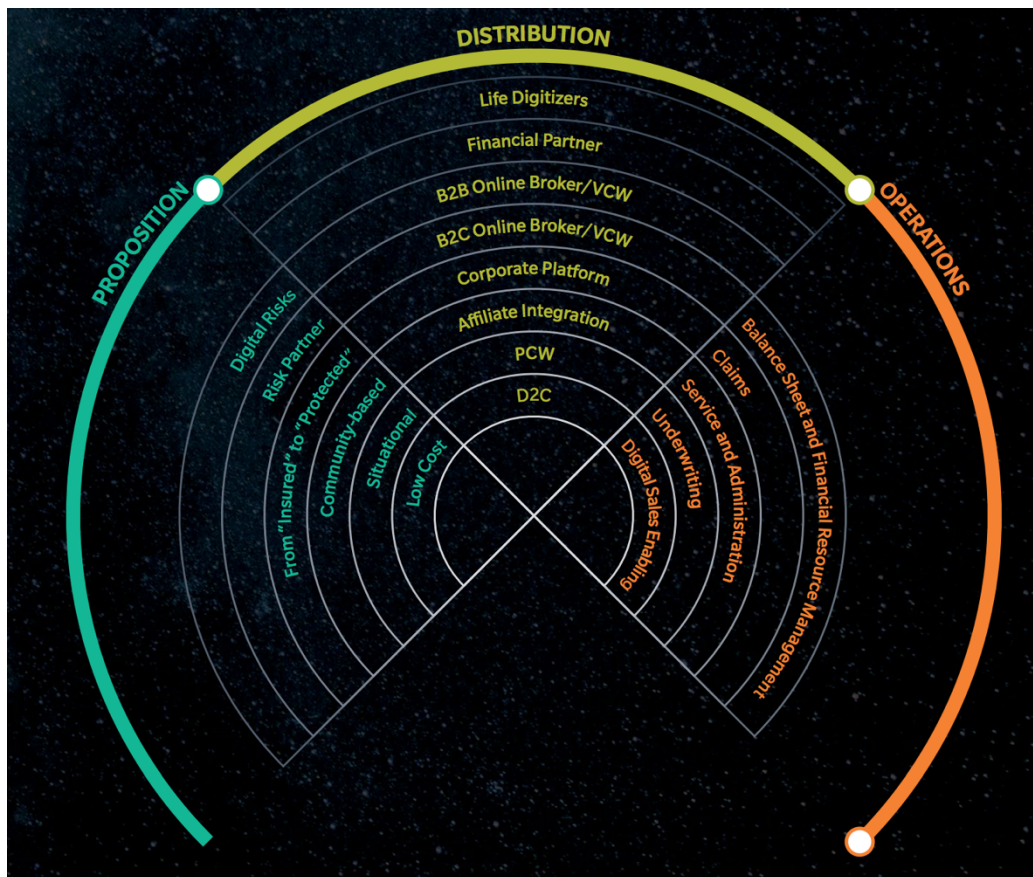 DISTRIBUTION
Life Digitizers
Financial Partner
B2B Online Broker/VCW
B2C Online Broker/VCW
Corporate Platform
Affiliate Integration
PCW
D2C
PROPOSITION
Digital Risks
Risk Partner
From "Insured" to "Protected"
Community-based
Situational
Low Cost
OPERATIONS
Balance Sheet and Financial Resource Management
Claims
Service and Administration
Underwriting
Digital Sales Enabling